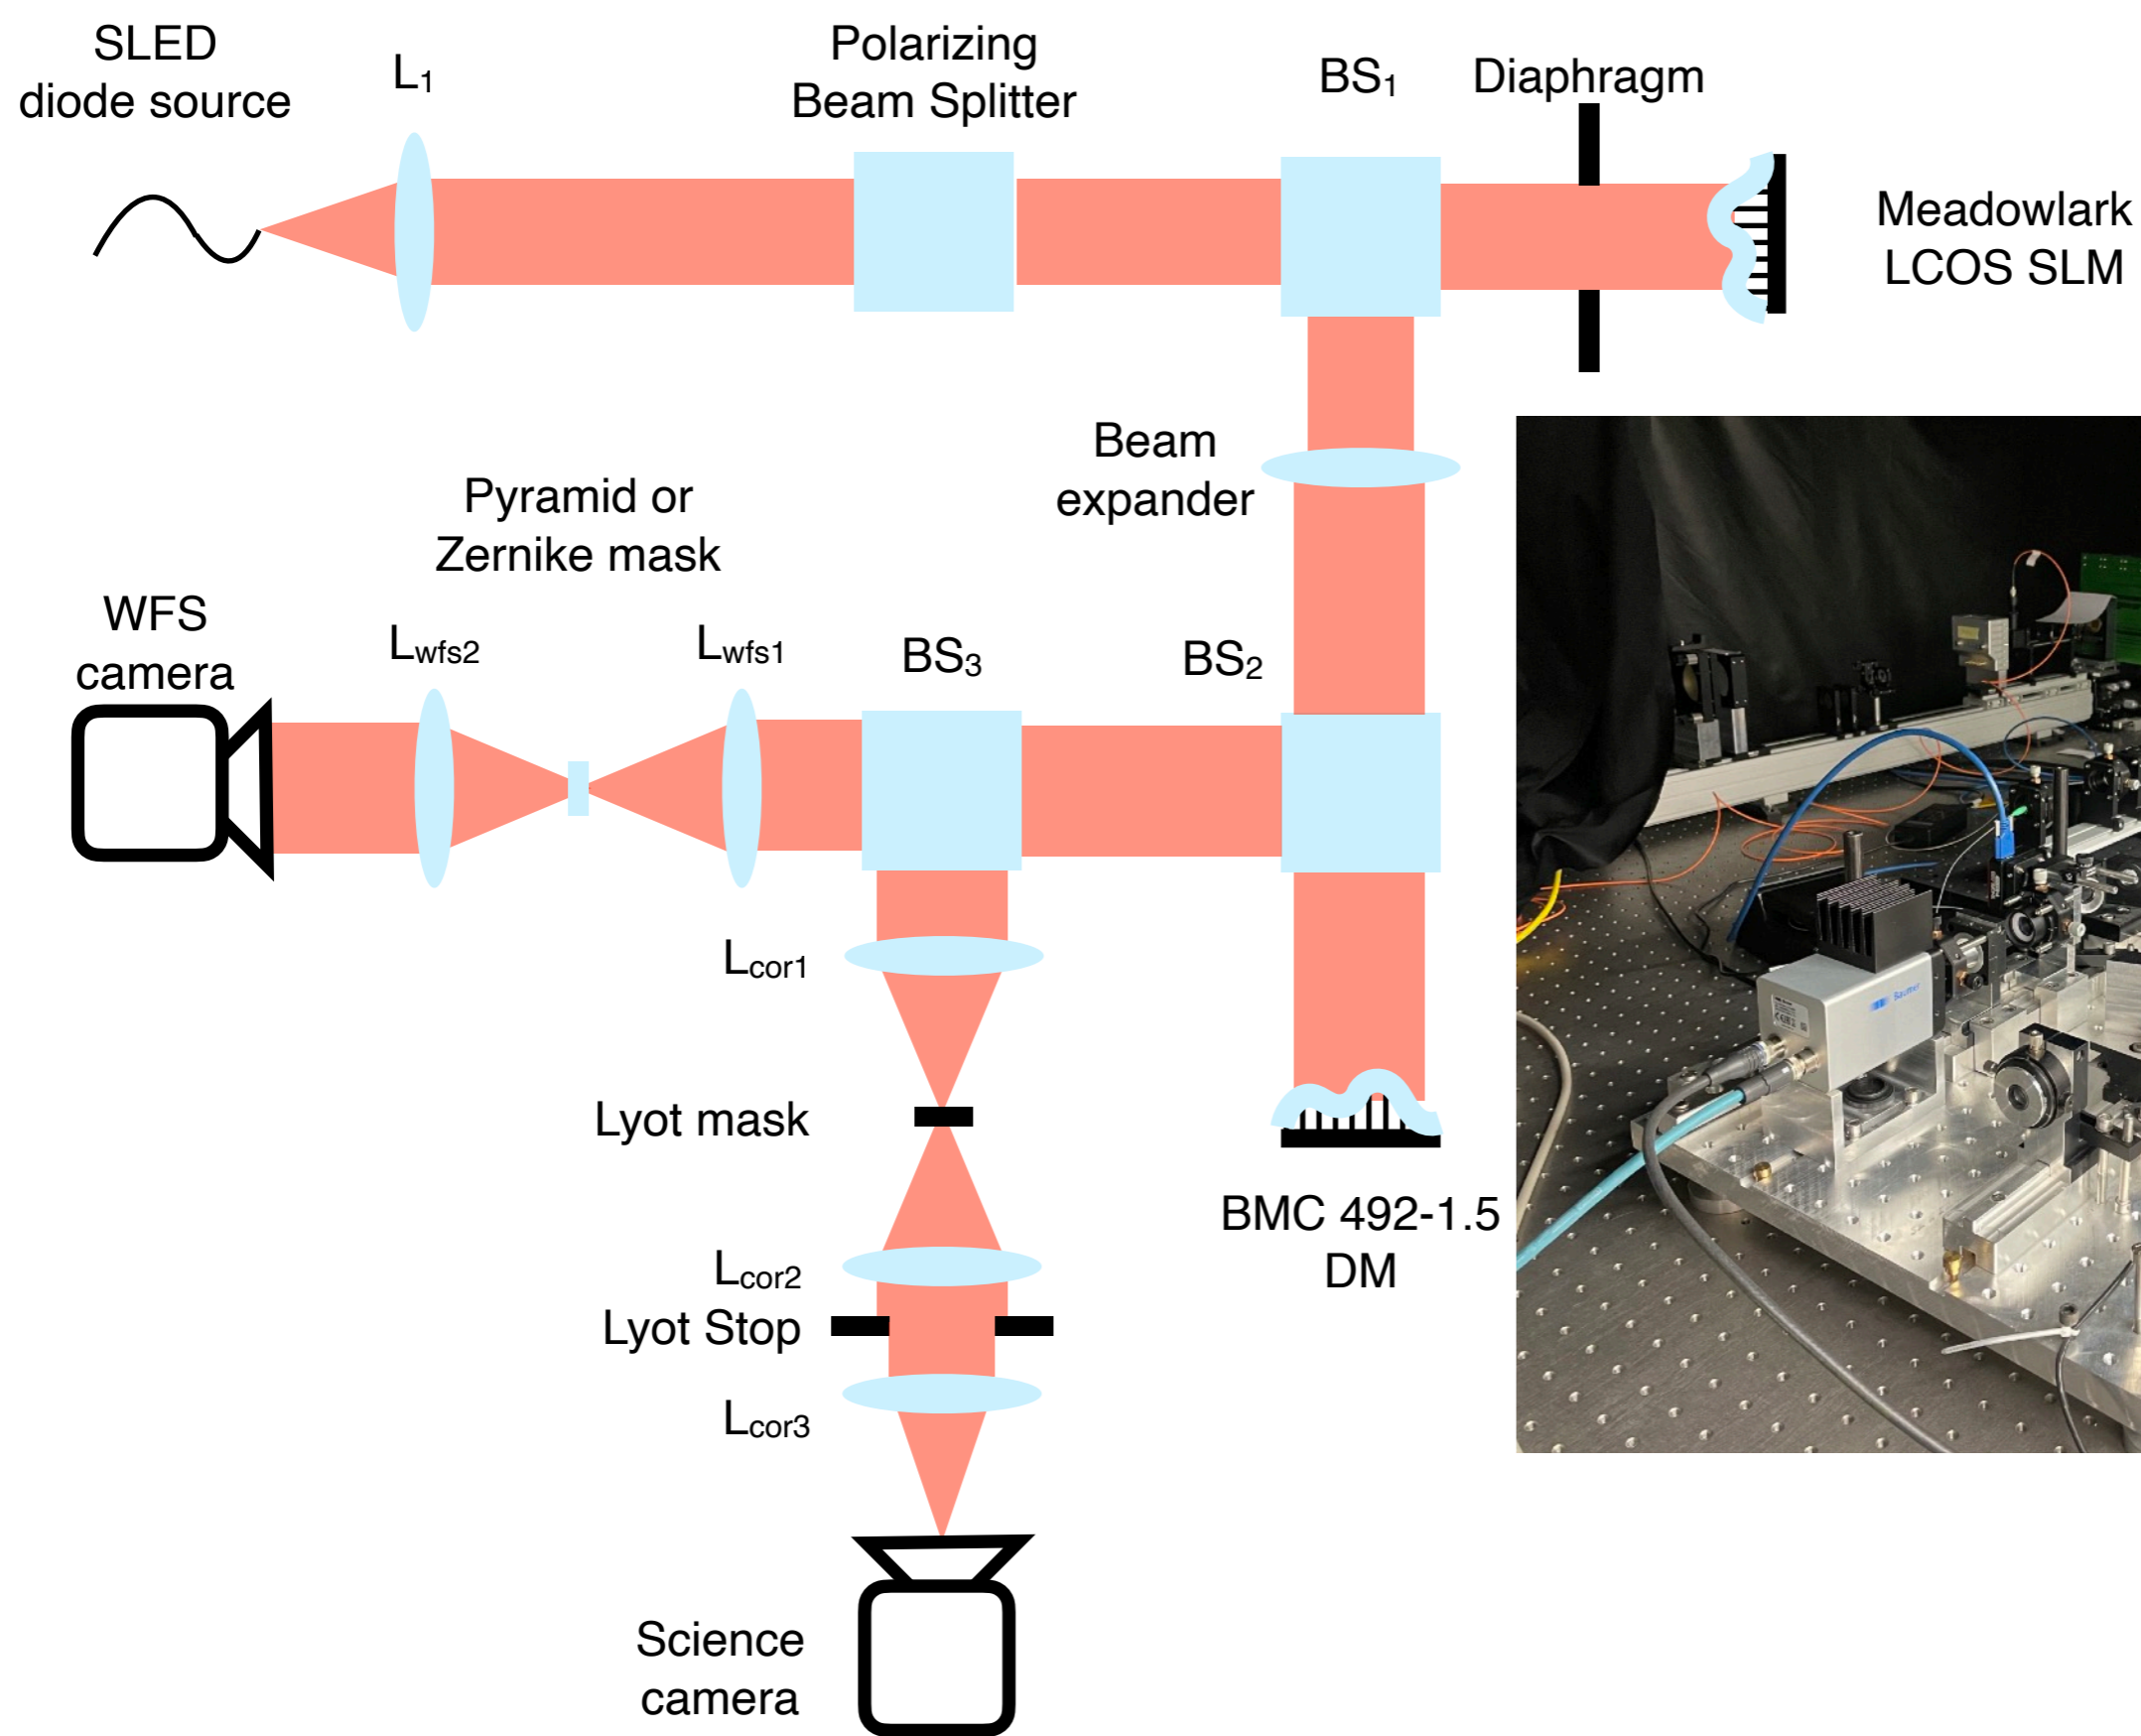 SLED
diode source
L1
Polarizing
Beam Splitter
BS1
Diaphragm
Meadowlark
LCOS SLM
Beam
expander
Pyramid or
Zernike mask
WFS
camera
Lwfs2
Lwfs1
BS3
BS2
Lcor1
Lyot mask
BMC 492-1.5
DM
Lcor2
Lyot Stop
Lcor3
Science
camera
Baumer